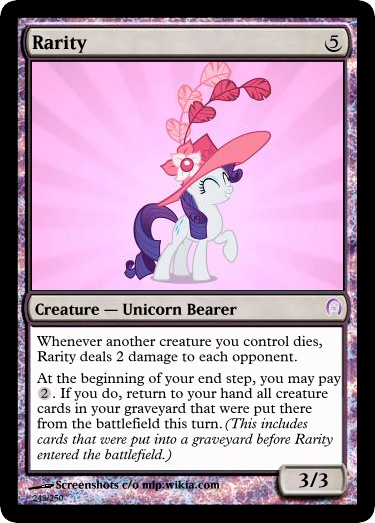 Rarity 5
Creature — Unicorn Bearer
Whenever another creature you control dies,
Rarity deals 2 damage to each opponent.
At the beginning of your end step, you may pay
2. If you do, return to your hand all creature
cards in your graveyard that were put there
from the battlefield this turn. (This includes
cards that were put into a graveyard before Rarity
entered the battlefield.)
3/3
Screenshots c/o mlp.wikia.com